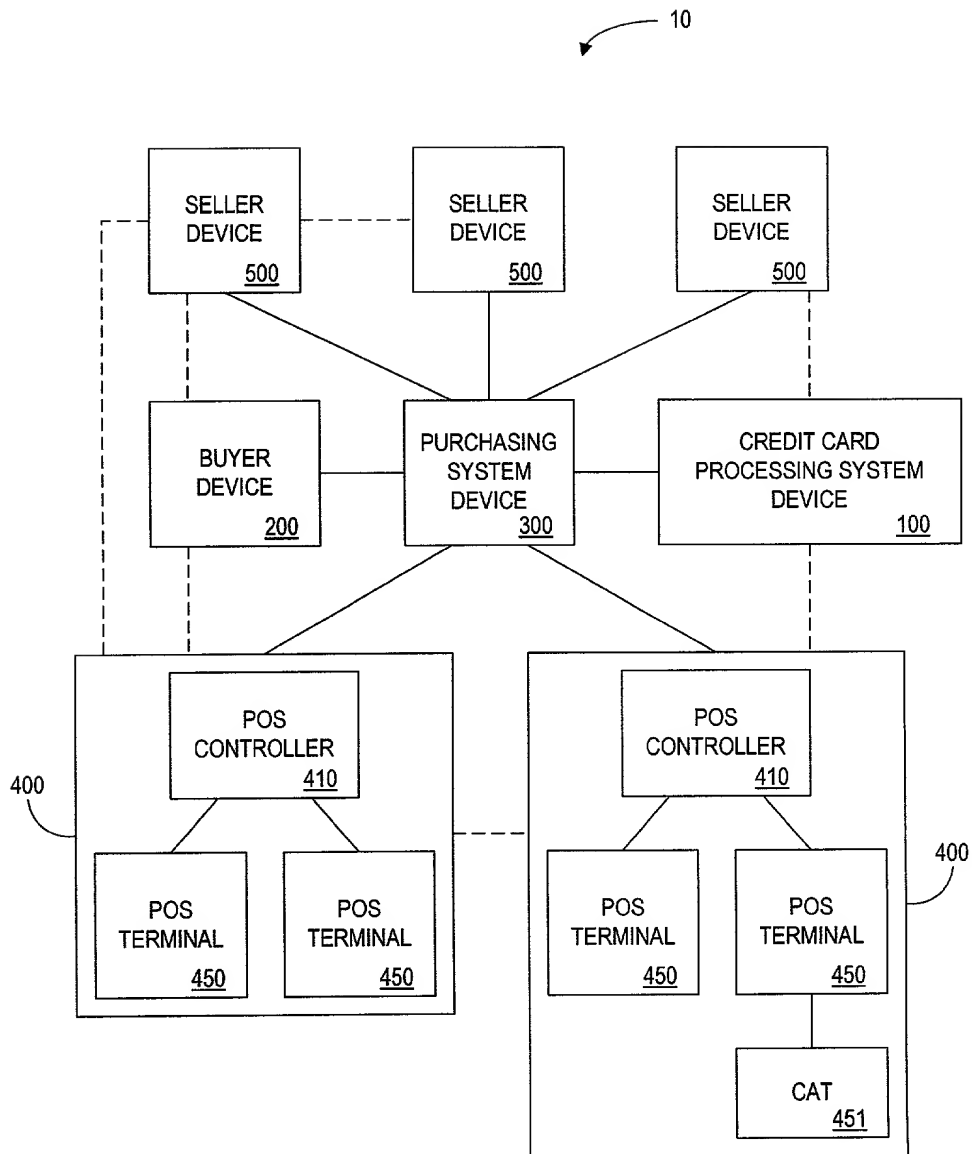 10
SELLER
DEVICE
500
SELLER
DEVICE
500
SELLER
DEVICE
500
BUYER
DEVICE
200
PURCHASING
SYSTEM
DEVICE
300
CREDIT CARD
PROCESSING SYSTEM
DEVICE
100
400
POS
CONTROLLER
410
POS
TERMINAL
450
POS
TERMINAL
450
POS
CONTROLLER
410
POS
TERMINAL
450
POS
TERMINAL
450
CAT
451
400